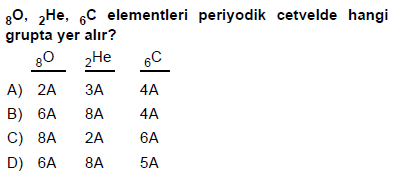 ₈O, ₂He, ₆C elementleri periyodik cetvelde hangi
grupta yer alır?
₈O ₂He ₆C
A) 2A 3A 4A
B) 6A 8A 4A
C) 8A 2A 6A
D) 6A 8A 5A